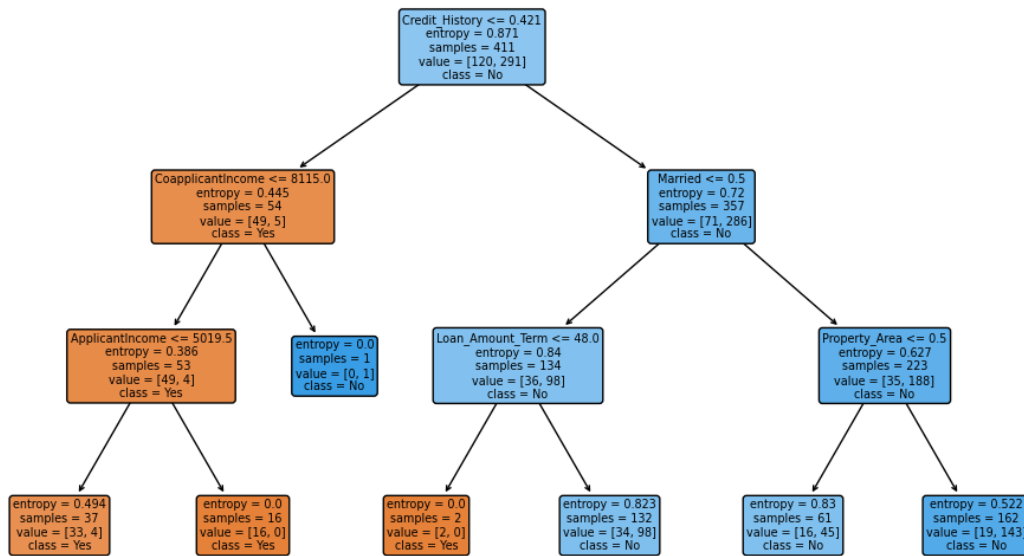 Credit_History <= 0.421
entropy = 0.871
samples = 411
value = [120, 291]
class = No
CoapplicantIncome <= 8115.0
entropy = 0.445
samples = 54
value = [49, 5]
class = Yes
Married <= 0.5
entropy = 0.72
samples = 357
value = [71, 286]
class = No
ApplicantIncome <= 5019.5
entropy = 0.386
samples = 53
value = [49, 4]
class = Yes
entropy = 0.0
samples = 1
value = [0, 1]
class = No
Loan_Amount_Term <= 48.0
entropy = 0.84
samples = 134
value = [36, 98]
class = No
Property_Area <= 0.5
entropy = 0.627
samples = 223
value = [35, 188]
class = No
entropy = 0.494
samples = 37
value = [33, 4]
class = Yes
entropy = 0.0
samples = 16
value = [16, 0]
class = Yes
entropy = 0.0
samples = 2
value = [2, 0]
class = Yes
entropy = 0.823
samples = 132
value = [34, 98]
class = No
entropy = 0.83
samples = 61
value = [16, 45]
class = No
entropy = 0.522
samples = 162
value = [19, 143]
class = No